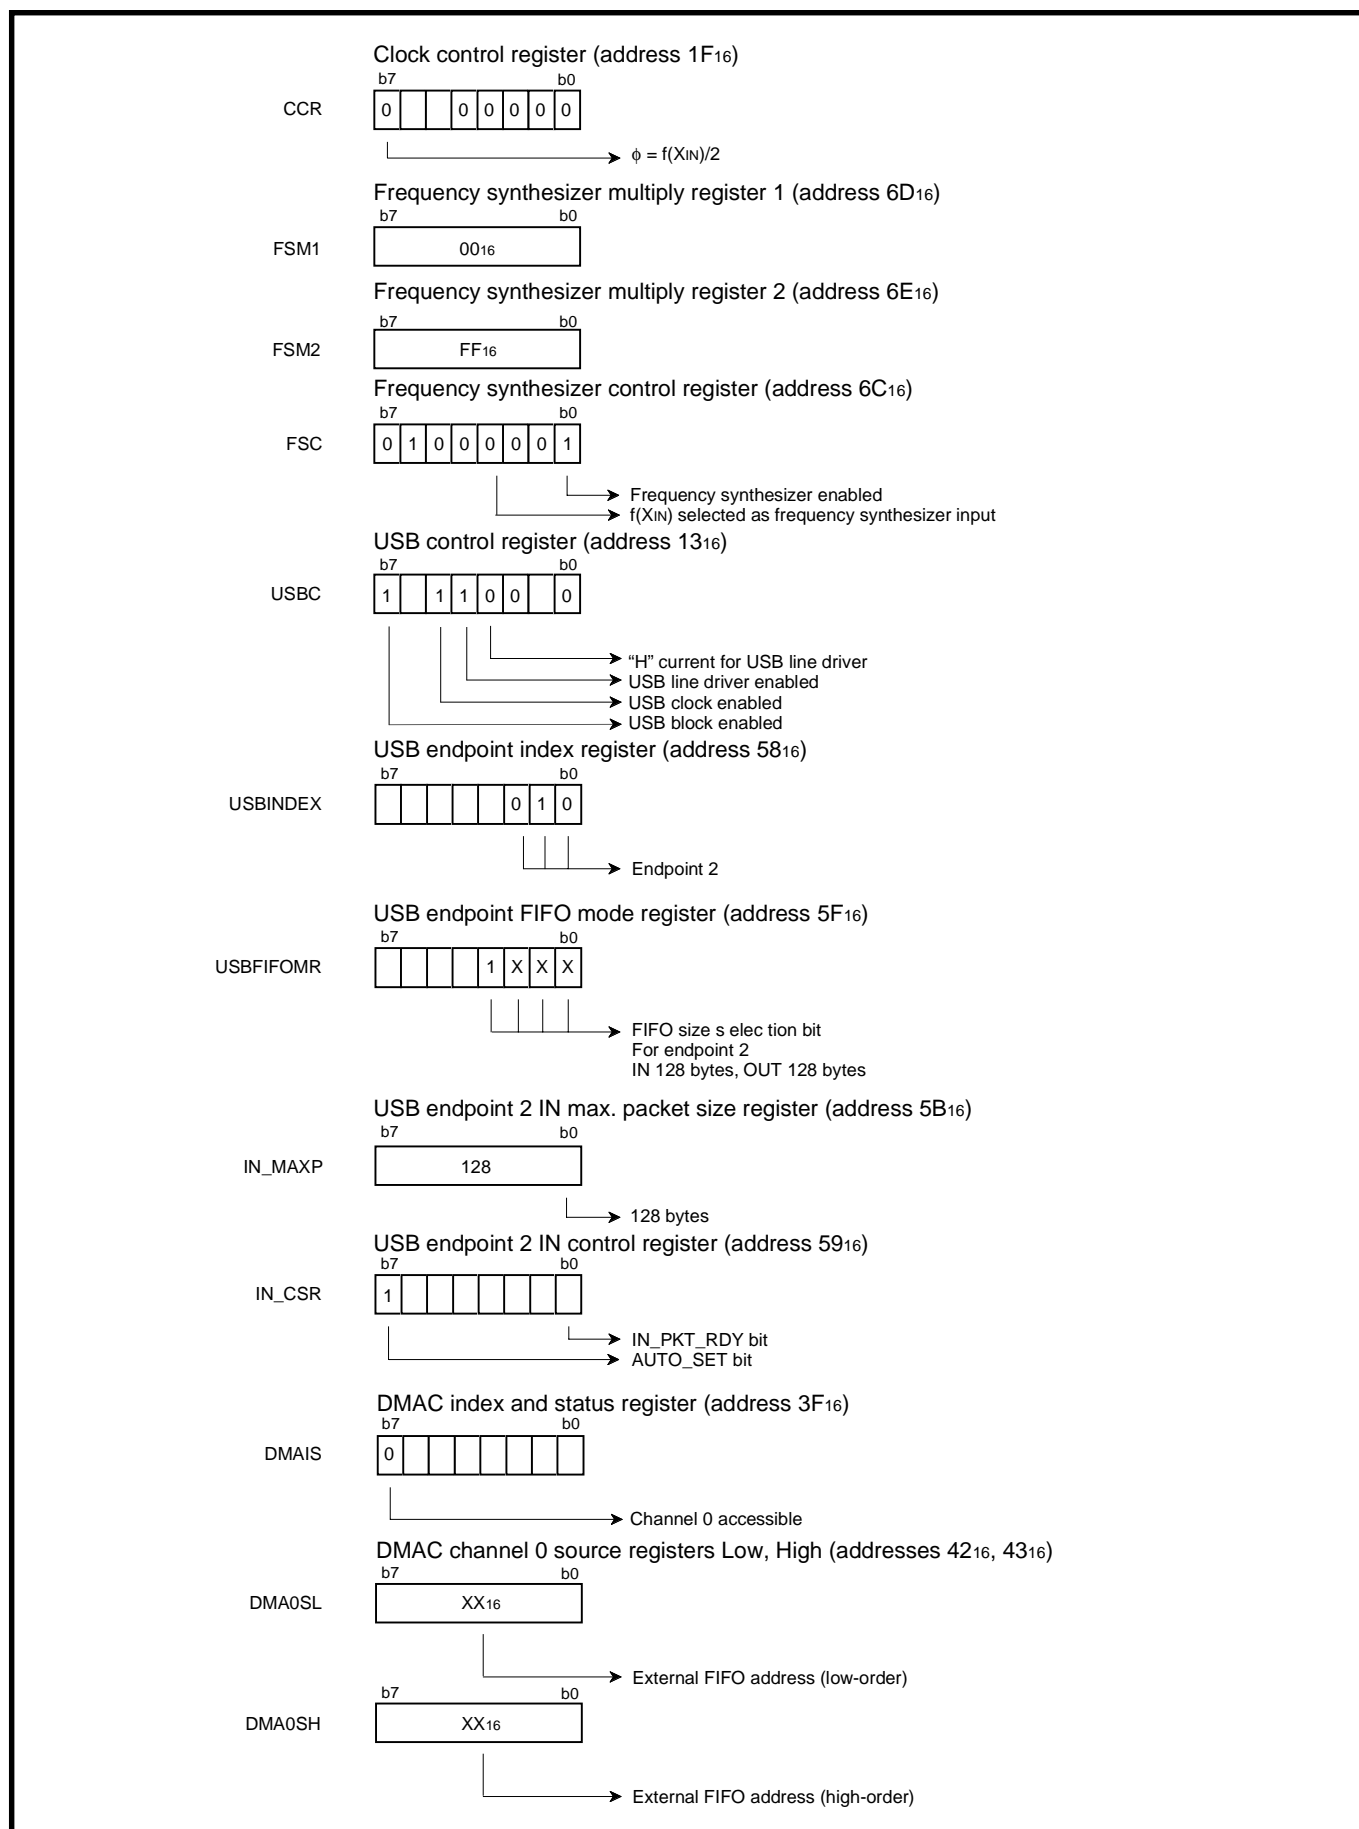 Clock control register (address 1F16)
b7 b0
CCR 0 0 0 0 0 0
ϕ = f(XIN)/2
Frequency synthesizer multiply register 1 (address 6D16)
b7 b0
FSM1 0016
Frequency synthesizer multiply register 2 (address 6E16)
b7 b0
FSM2 FF16
Frequency synthesizer control register (address 6C16)
b7 b0
FSC 0 1 0 0 0 0 0 1
Frequency synthesizer enabled
f(XIN) selected as frequency synthesizer input
USB control register (address 1316)
b7 b0
USBC 1 1 1 0 0 0
“H” current for USB line driver
USB line driver enabled
USB clock enabled
USB block enabled
USB endpoint index register (address 5816)
b7 b0
USBINDEX 0 1 0
Endpoint 2
USB endpoint FIFO mode register (address 5F16)
b7 b0
USBFIFOMR 1 X X X
FIFO size s elec tion bit
For endpoint 2
IN 128 bytes, OUT 128 bytes
USB endpoint 2 IN max. packet size register (address 5B16)
b7 b0
IN_MAXP 128
128 bytes
USB endpoint 2 IN control register (address 5916)
b7 b0
IN_CSR 1
IN_PKT_RDY bit
AUTO_SET bit
DMAC index and status register (address 3F16)
b7 b0
DMAIS 0
Channel 0 accessible
DMAC channel 0 source registers Low, High (addresses 4216, 4316)
b7 b0
DMA0SL XX16
External FIFO address (low-order)
b7 b0
DMA0SH XX16
External FIFO address (high-order)